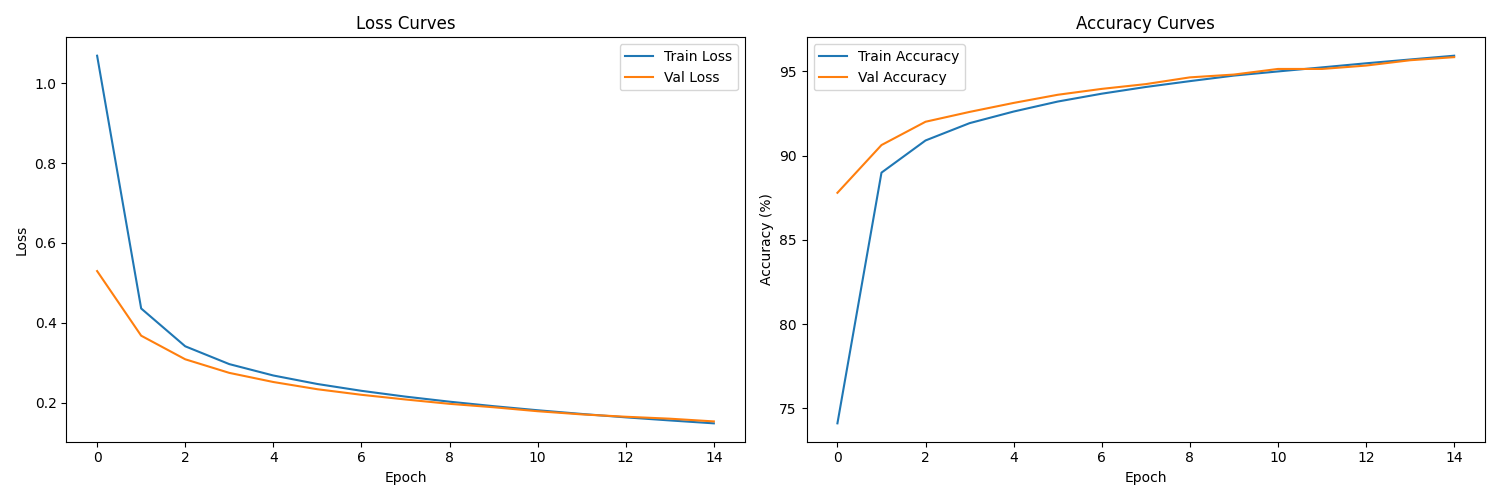 Loss Curves
Train Loss
Val Loss
Loss
1.0
0.8
0.6
0.4
0.2
0 2 4 6 8 10 12 14
Epoch
Accuracy Curves
Train Accuracy
Val Accuracy
Accuracy (%)
95
90
85
80
75
0 2 4 6 8 10 12 14
Epoch